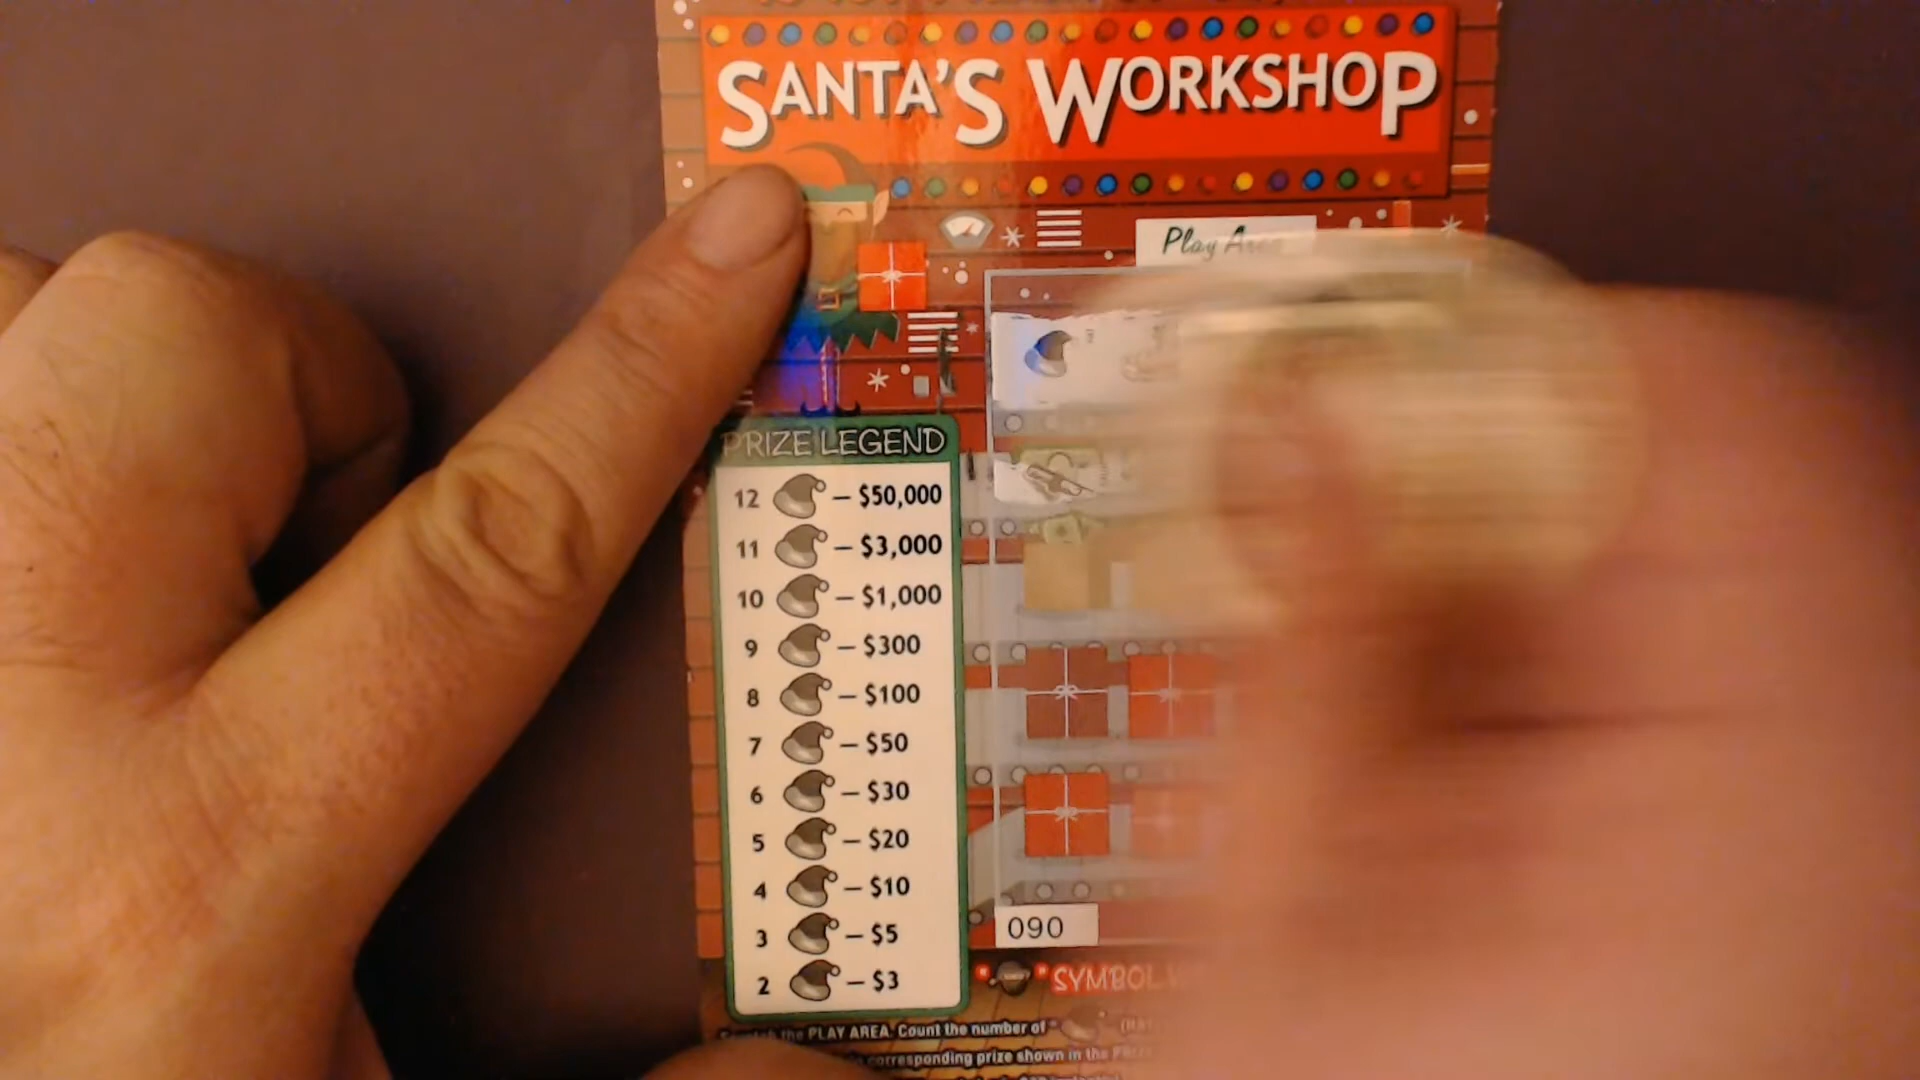 SANTA'S WORKSHOP
Play Area
PRIZE LEGEND
12 – $50,000
11 – $3,000
10 – $1,000
9 – $300
8 – $100
7 – $50
6 – $30
5 – $20
4 – $10
3 – $5
2 – $3
090
SYMBOL
the PLAY AREA. Count the number of "
corresponding prize shown in the